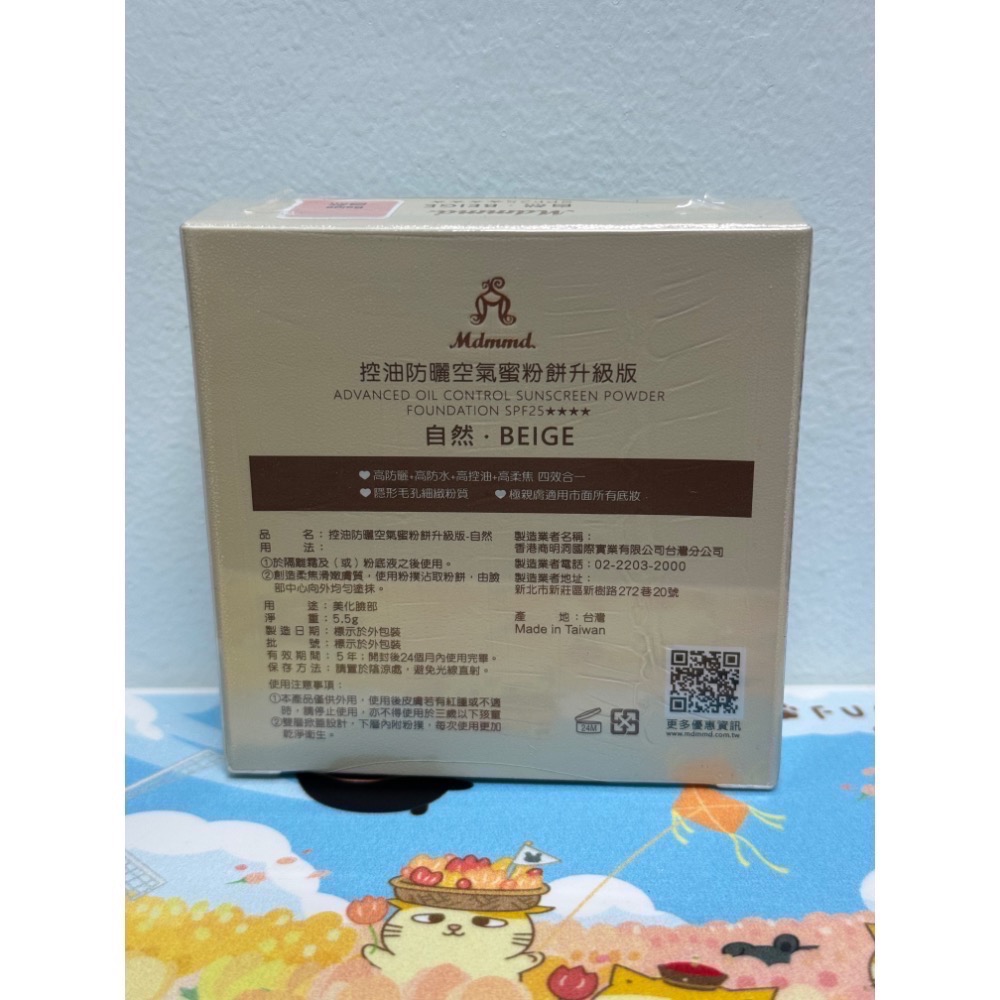 Mdmmd.
自然・BEIGE
Mdmmd.
控油防曬空氣蜜粉餅升級版
ADVANCED OIL CONTROL SUNSCREEN POWDER
FOUNDATION SPF25★★★★
自然・BEIGE
高防曬+高防水+高控油+高柔焦 四效合一
隱形毛孔細緻粉質
極親膚適用市面所有底妝
品　　名：控油防曬空氣蜜粉餅升級版-自然
用　　法：
①於隔離霜及（或）粉底液之後使用。
②創造柔焦滑嫩膚質，使用粉撲沾取粉餅，由臉
部中心向外均勻塗抹。
用　　途：美化臉部
淨　　重：5.5g
製造日期：標示於外包裝
批　　號：標示於外包裝
有效期間：5年；開封後24個月內使用完畢。
保存方法：請置於陰涼處，避免光線直射。
使用注意事項：
①本產品僅供外用，使用後皮膚若有紅腫或不適
時，請停止使用。亦不得使用於三歲以下孩童
②雙層掀蓋設計，下層內附粉撲，每次使用更加
乾淨衛生。
製造業者名稱：
香港商明洞國際實業有限公司台灣分公司
製造業者電話：02-2203-2000
製造業者地址：
新北市新莊區新樹路272巷20號
產　　地：台灣
Made in Taiwan
24M
更多優惠資訊
www.mdmmd.com.tw